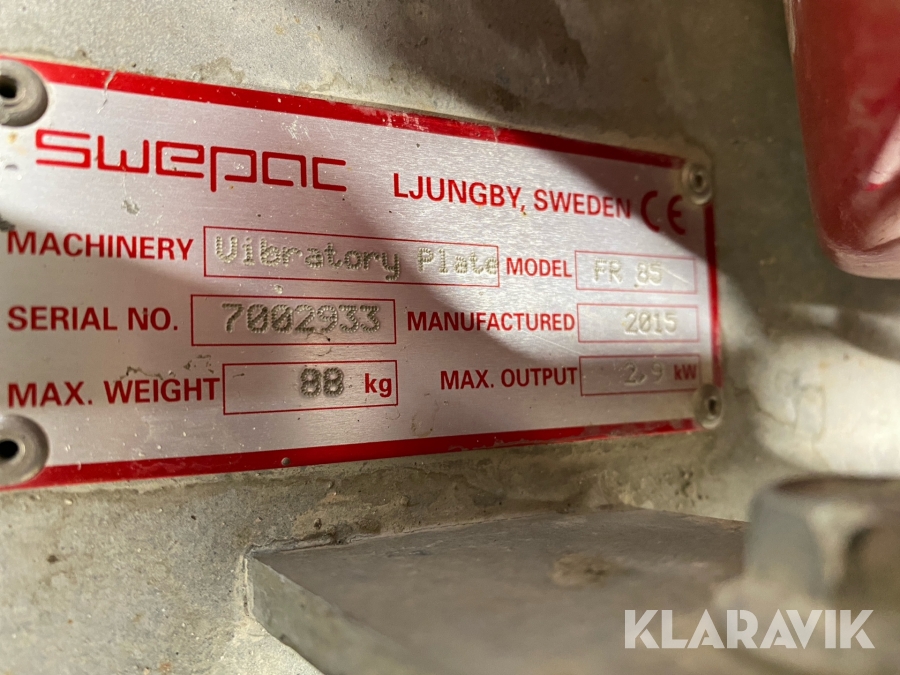 swepac LJUNGBY, SWEDEN CE
MACHINERY Vibratory Plate MODEL FR 85
SERIAL NO. 7002933 MANUFACTURED 2015
MAX. WEIGHT 88 kg MAX. OUTPUT 2,9 kW
KLARAVIK